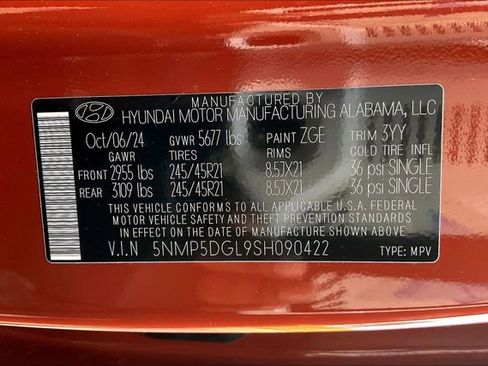 MANUFACTURED BY
HYUNDAI MOTOR MANUFACTURING ALABAMA, LLC
Oct/06/24 GVWR 5677 lbs PAINT ZGE TRIM 3YY
GAWR TIRES RIMS COLD TIRE INFL
FRONT 2955 lbs 245/45R21 8.5JX21 36 psi SINGLE
REAR 3109 lbs 245/45R21 8.5JX21 36 psi SINGLE
THIS VEHICLE CONFORMS TO ALL APPLICABLE U.S.A. FEDERAL
MOTOR VEHICLE SAFETY AND THEFT PREVENTION STANDARDS
IN EFFECT ON THE DATE OF MANUFACTURE SHOWN ABOVE
V.I.N 5NMP5DGL9SH090422 TYPE: MPV